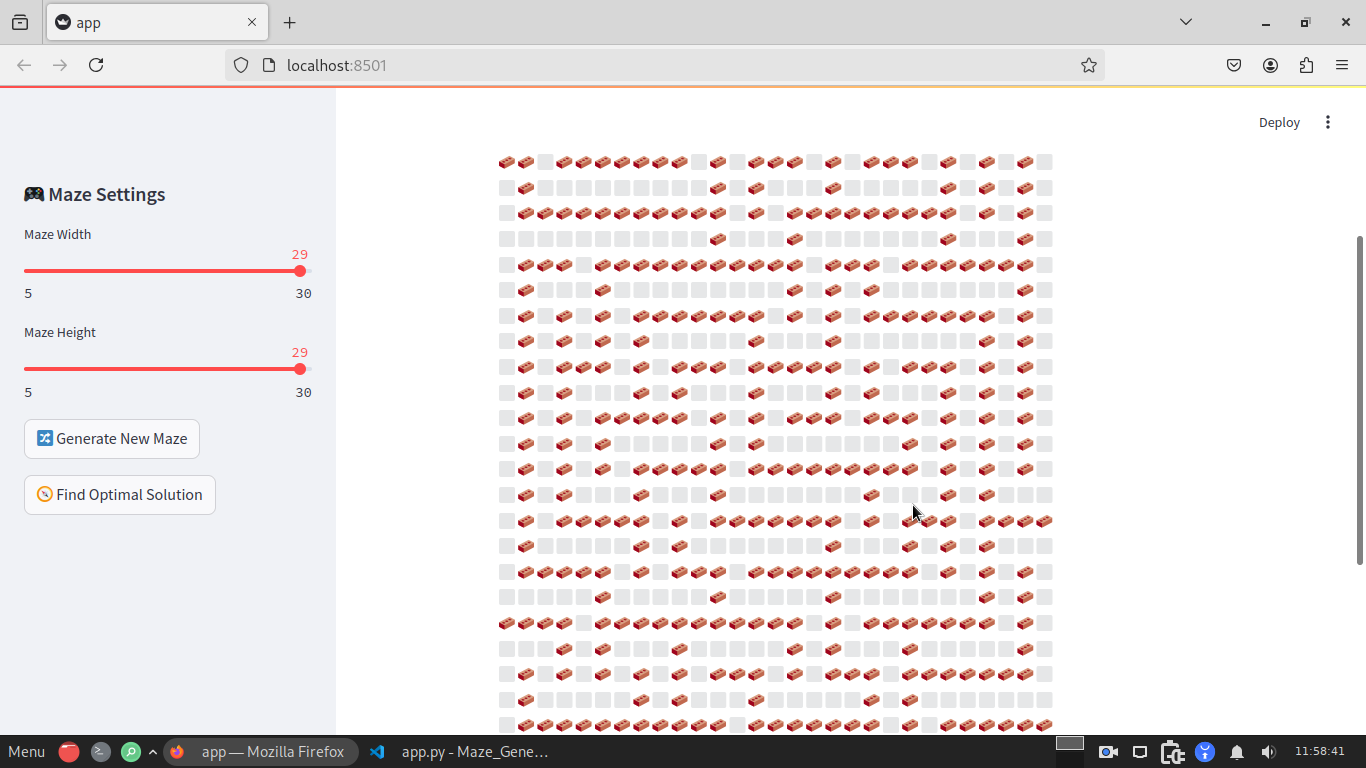 app
localhost:8501
Deploy
Maze Settings
Maze Width
29
5 30
Maze Height
29
5 30
Generate New Maze
Find Optimal Solution
Menu app — Mozilla Firefox app.py - Maze_Gene... 11:58:41